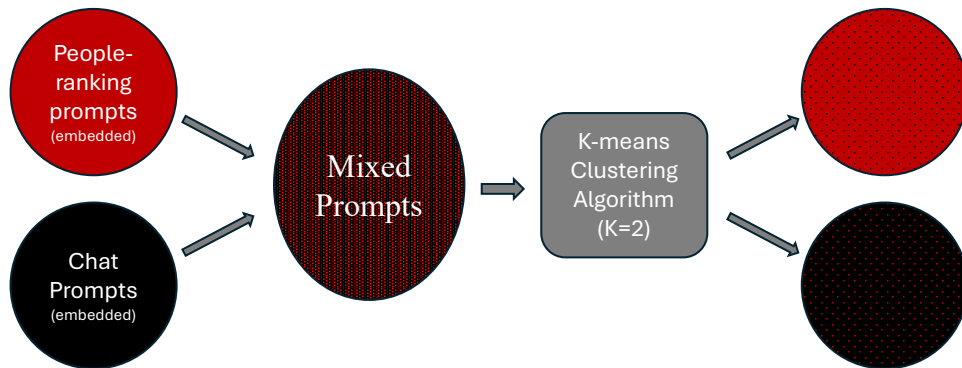 People-
ranking
prompts
(embedded)
Chat
Prompts
(embedded)
Mixed
Prompts
K-means
Clustering
Algorithm
(K=2)